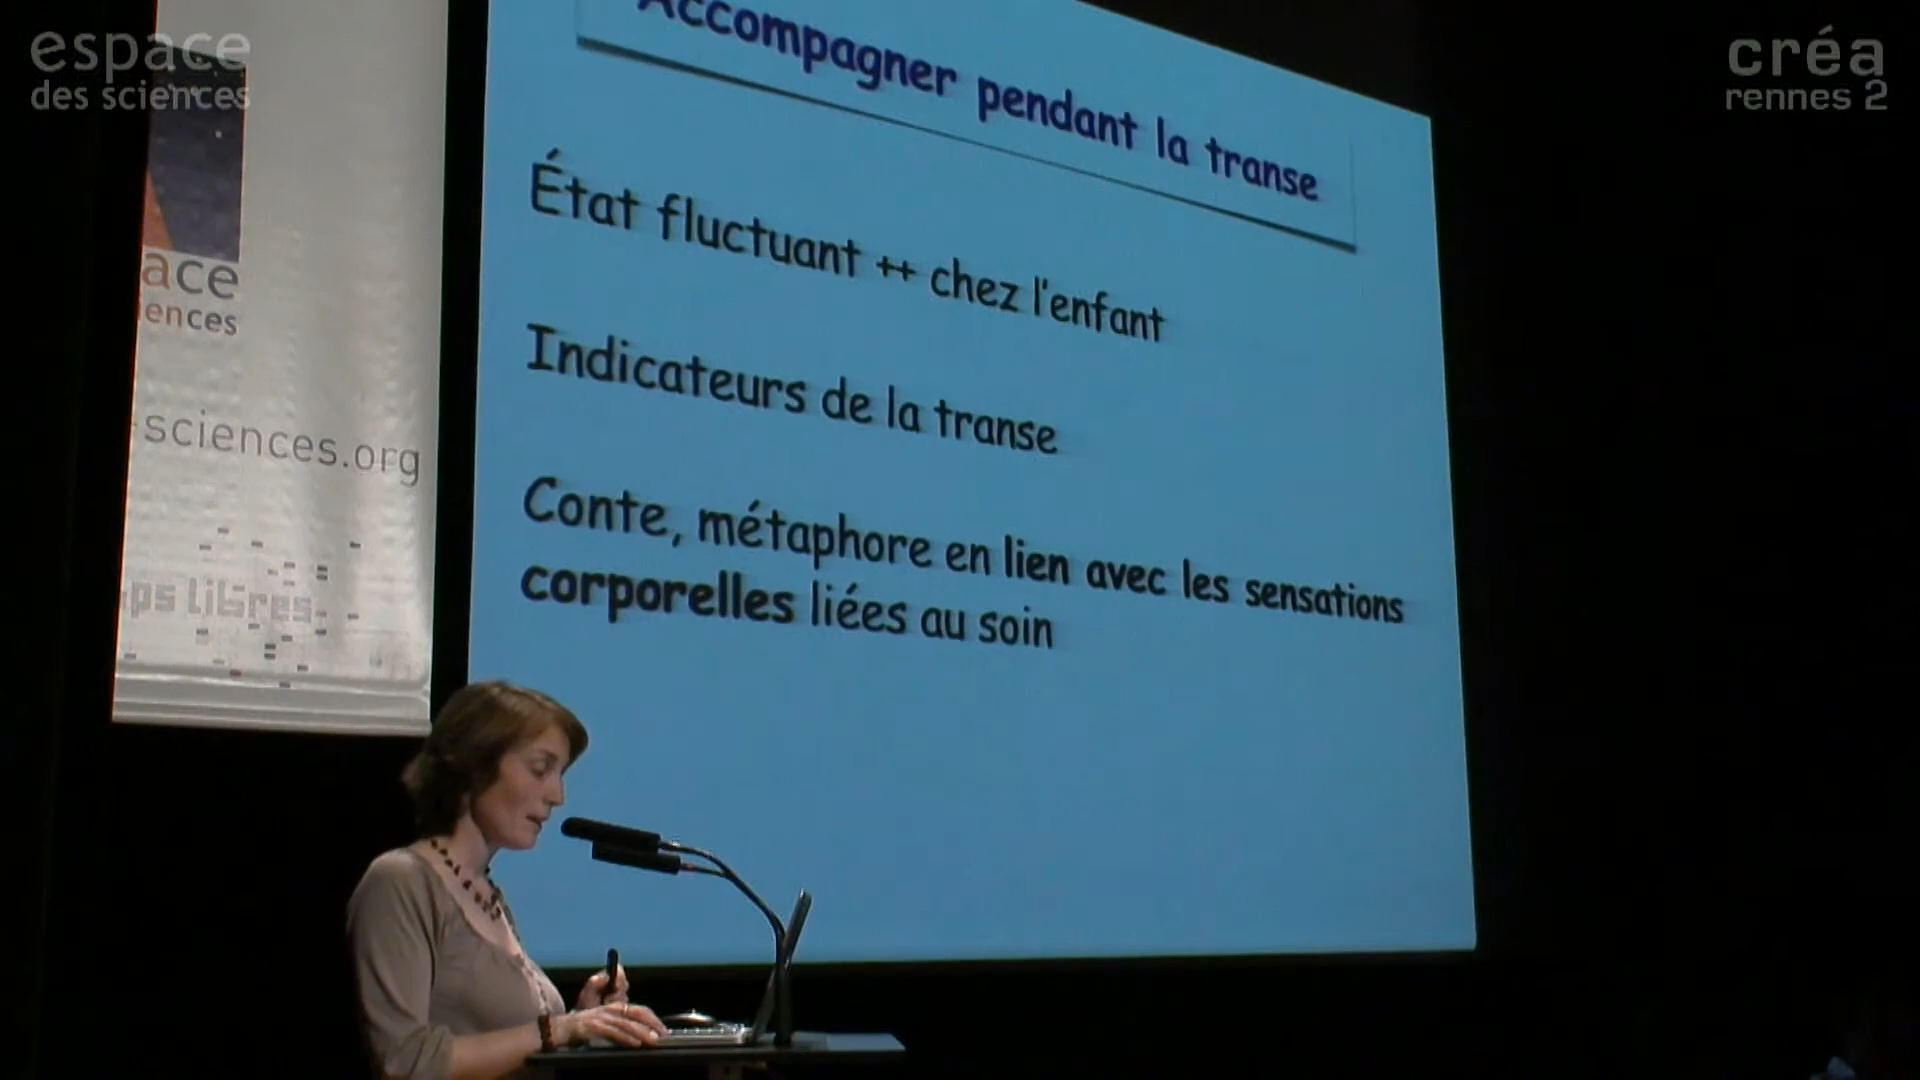 espace
des sciences
créa
rennes 2
Accompagner pendant la transe
État fluctuant ++ chez l'enfant
Indicateurs de la transe
Conte, métaphore en lien avec les sensations
corporelles liées au soin
ace
iences
-sciences.org
ps libres